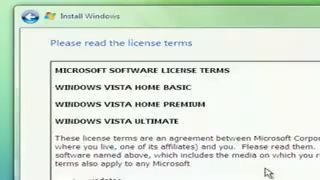 Install Windows
Please read the license terms
MICROSOFT SOFTWARE LICENSE TERMS
WINDOWS VISTA HOME BASIC
WINDOWS VISTA HOME PREMIUM
WINDOWS VISTA ULTIMATE
These license terms are an agreement between Microsoft Corpor
where you live, one of its affiliates) and you. Please read them.
software named above, which includes the media on which you r
terms also apply to any Microsoft
updates